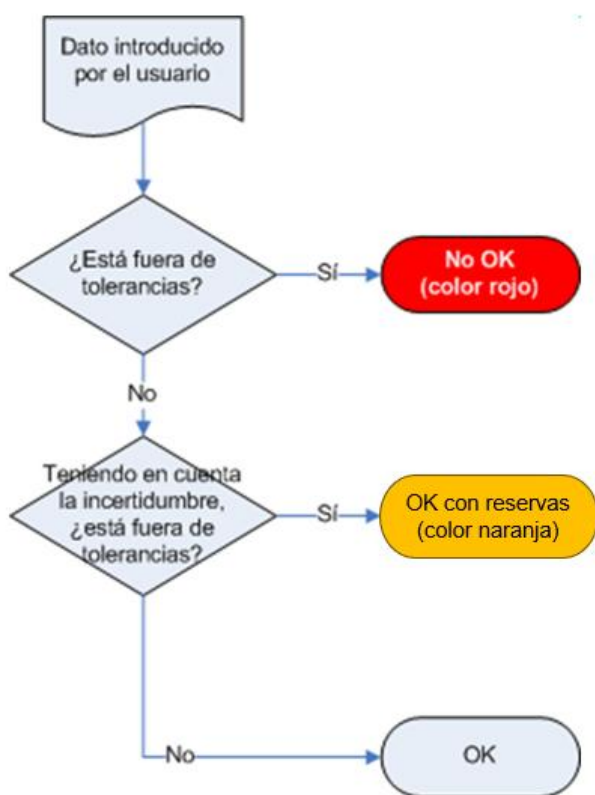 Dato introducido
por el usuario
¿Está fuera de
tolerancias?
Sí
No OK
(color rojo)
No
Teniendo en cuenta
la incertidumbre,
¿está fuera de
tolerancias?
Sí
OK con reservas
(color naranja)
No
OK